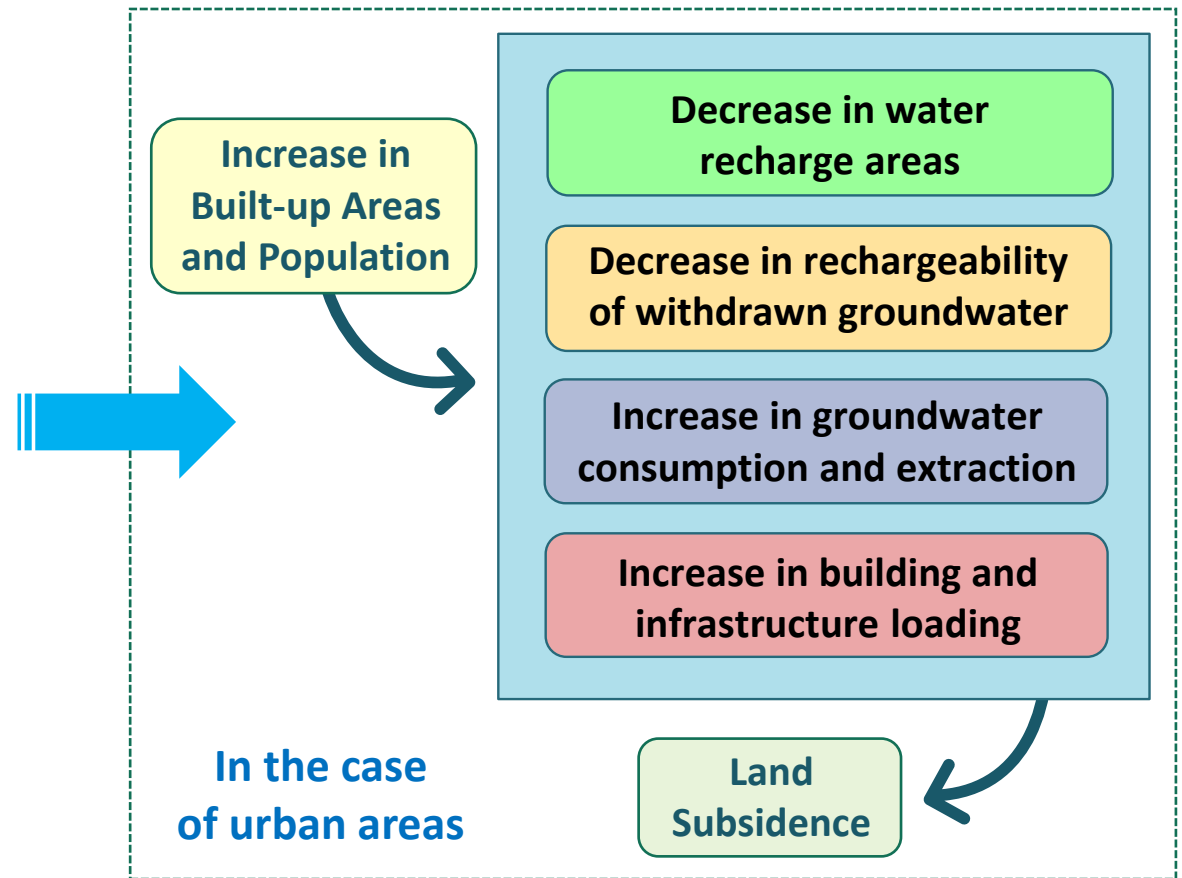 Increase in
Built-up Areas
and Population
Decrease in water
recharge areas
Decrease in rechargeability
of withdrawn groundwater
Increase in groundwater
consumption and extraction
Increase in building and
infrastructure loading
In the case
of urban areas
Land
Subsidence